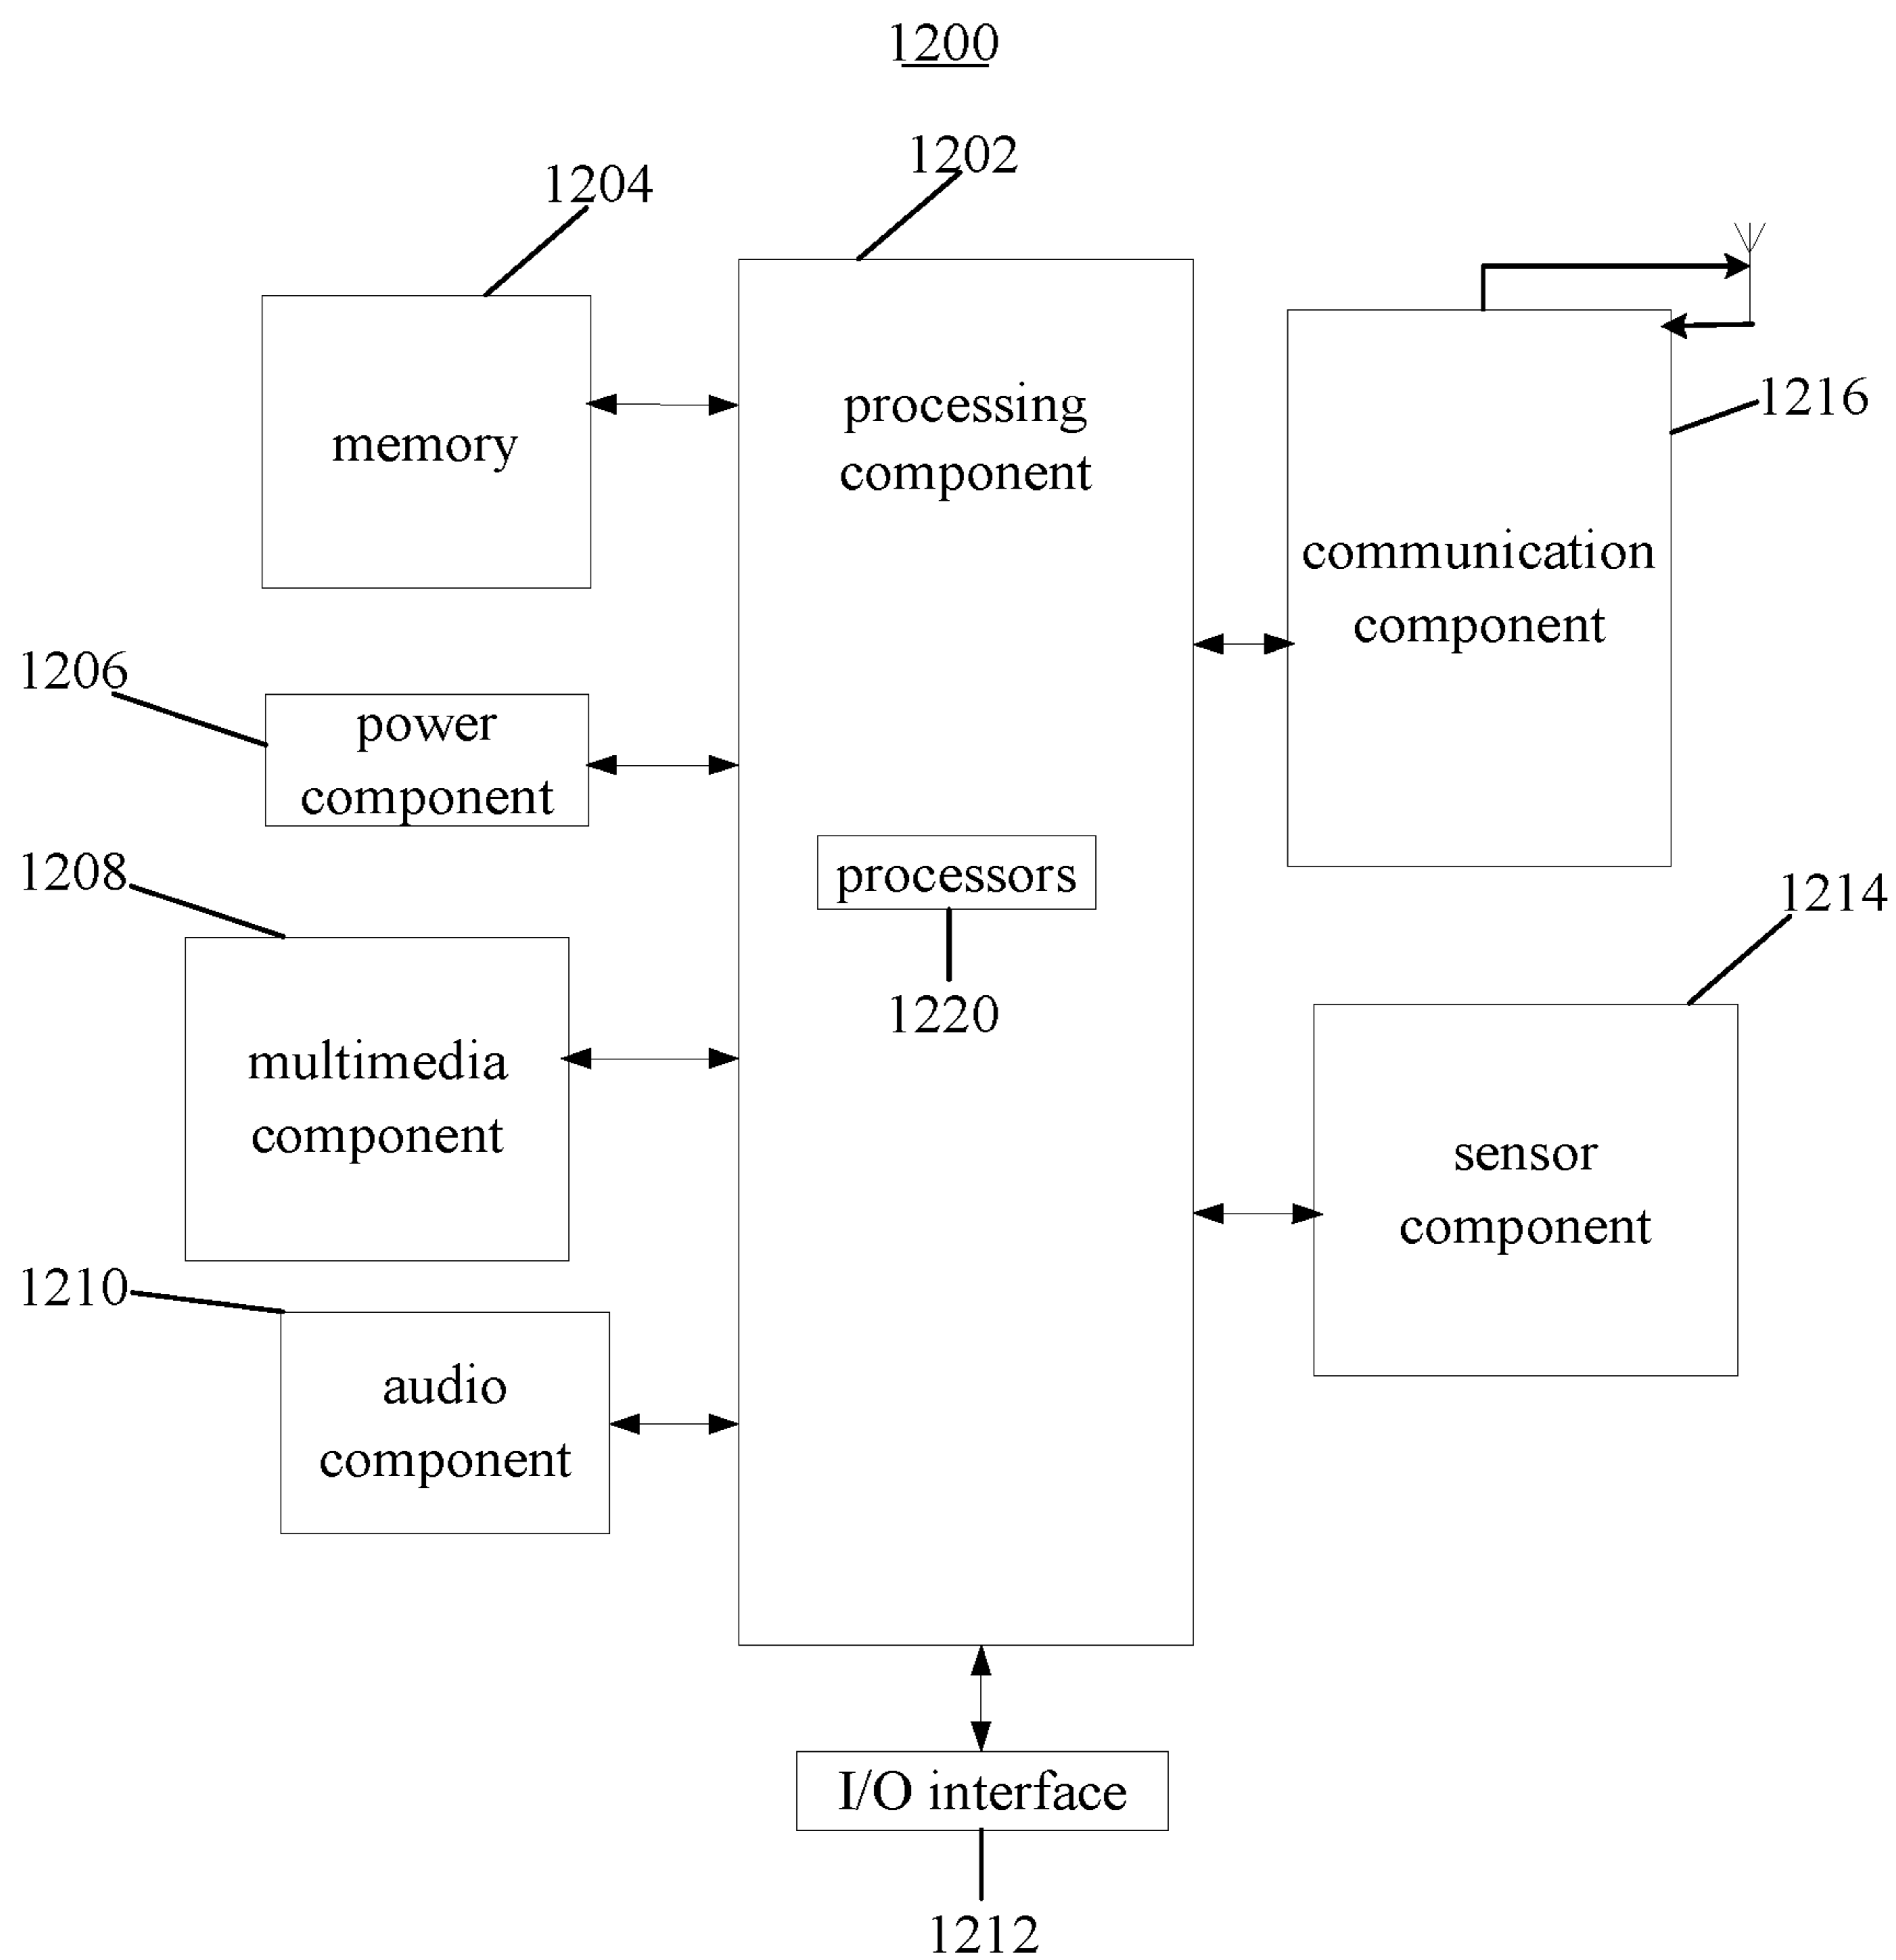 1200
1202
1204
memory
processing
component
1216
communication
component
1206
power
component
processors
1220
1208
multimedia
component
1214
sensor
component
1210
audio
component
I/O interface
1212